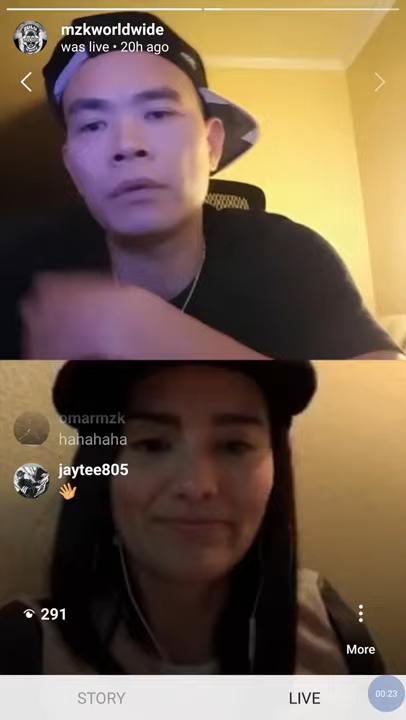 mzkworldwide
was live • 20h ago
omarmzk
hahahaha
jaytee805
👋
291
More
STORY
LIVE
00:23